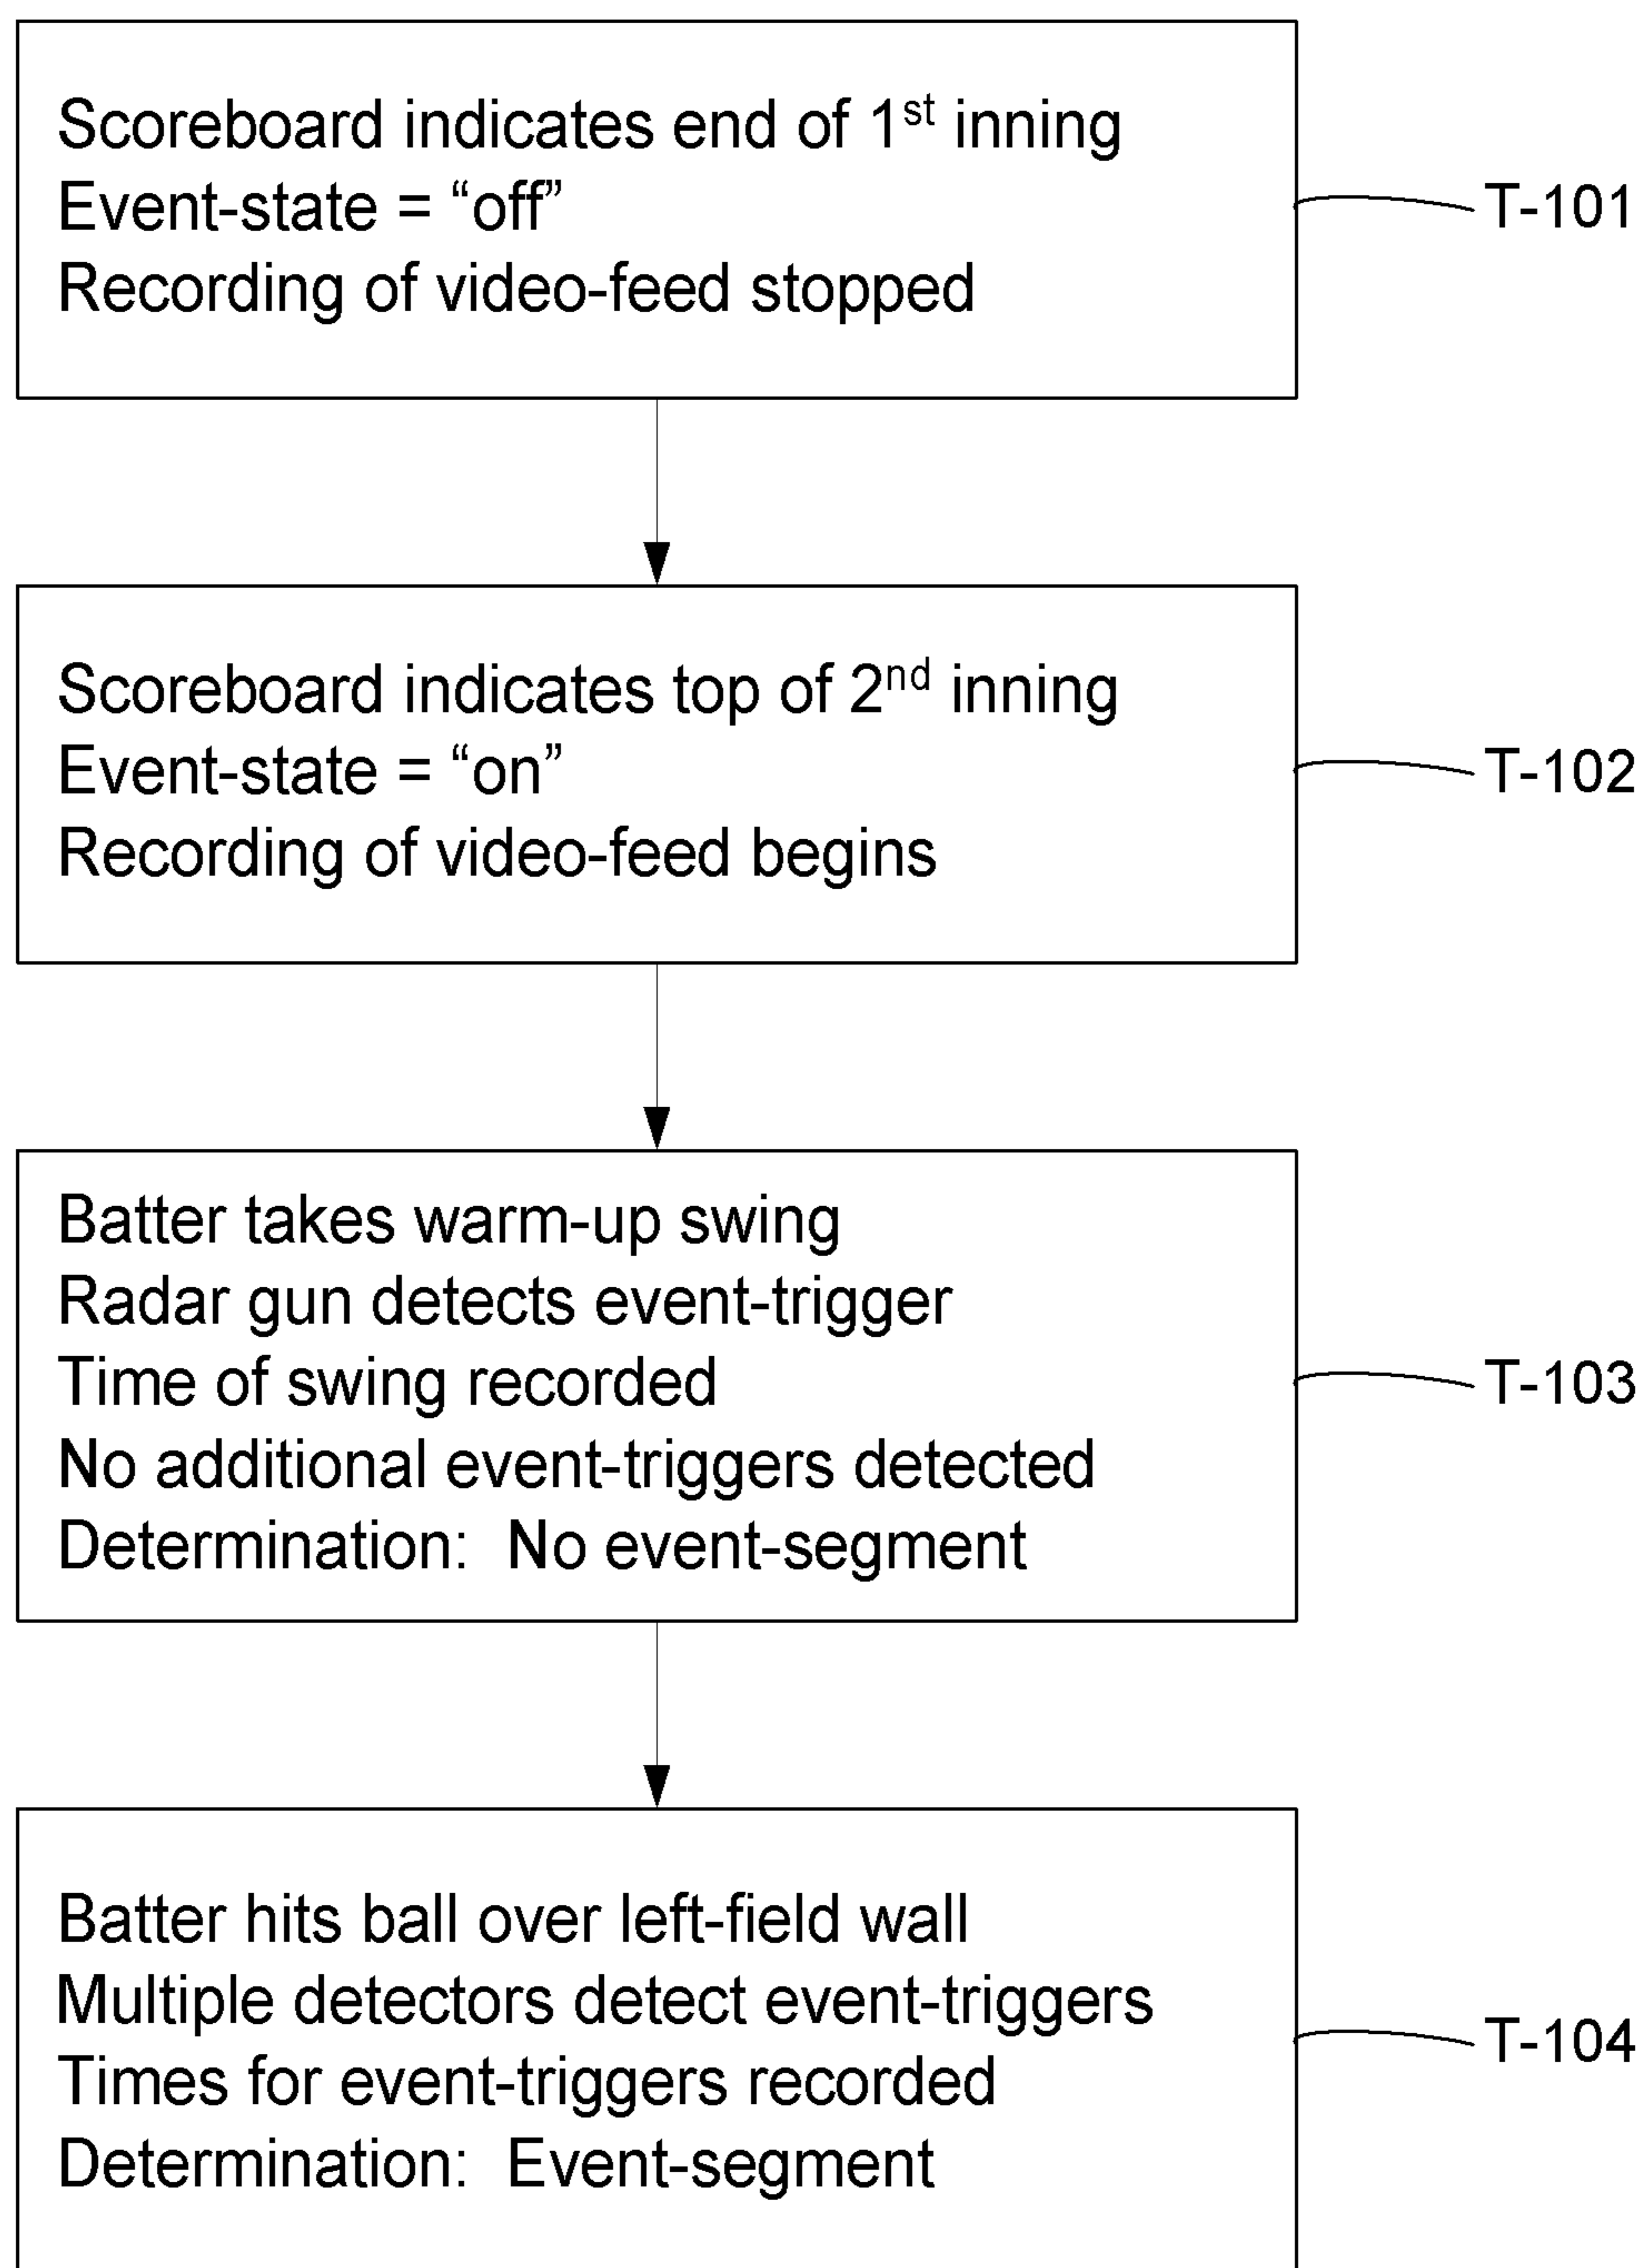 Scoreboard indicates end of 1st inning
Event-state = “off”
Recording of video-feed stopped
T-101
Scoreboard indicates top of 2nd inning
Event-state = “on”
Recording of video-feed begins
T-102
Batter takes warm-up swing
Radar gun detects event-trigger
Time of swing recorded
No additional event-triggers detected
Determination:  No event-segment
T-103
Batter hits ball over left-field wall
Multiple detectors detect event-triggers
Times for event-triggers recorded
Determination:  Event-segment
T-104